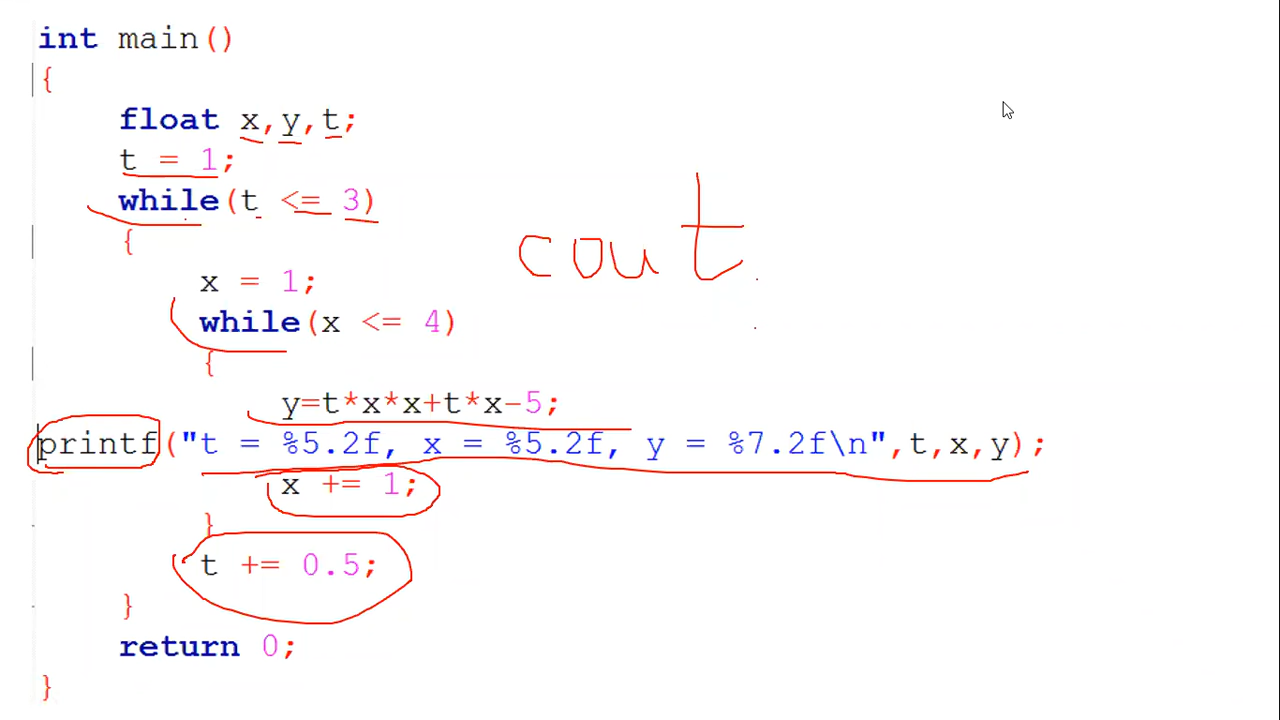 int main()
{
float x,y,t;
t = 1;
while(t <= 3)
{
cout
x = 1;
while(x <= 4)
{
y=t*x*x+t*x-5;
printf("t = %5.2f, x = %5.2f, y = %7.2f\n",t,x,y);
x += 1;
}
t += 0.5;
}
return 0;
}